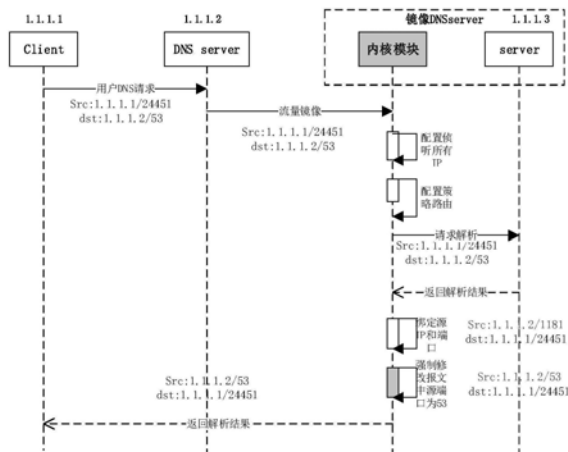 1.1.1.1
1.1.1.2
镜像DNSserver
1.1.1.3
Client
DNS server
内核模块
server
用户DNS请求
Src:1.1.1.1/24451
dst:1.1.1.2/53
流量镜像
Src:1.1.1.1/24451
dst:1.1.1.2/53
配置侦
听所有
IP
配置策
略路由
请求解析
Src:1.1.1.1/24451
dst:1.1.1.2/53
返回解析结果
绑定源
IP和端
口
Src:1.1.1.2/1181
dst:1.1.1.1/24451
强制修
改报文
中源端
口为53
Src:1.1.1.2/53
dst:1.1.1.1/24451
Src:1.1.1.2/53
dst:1.1.1.1/24451
返回解析结果